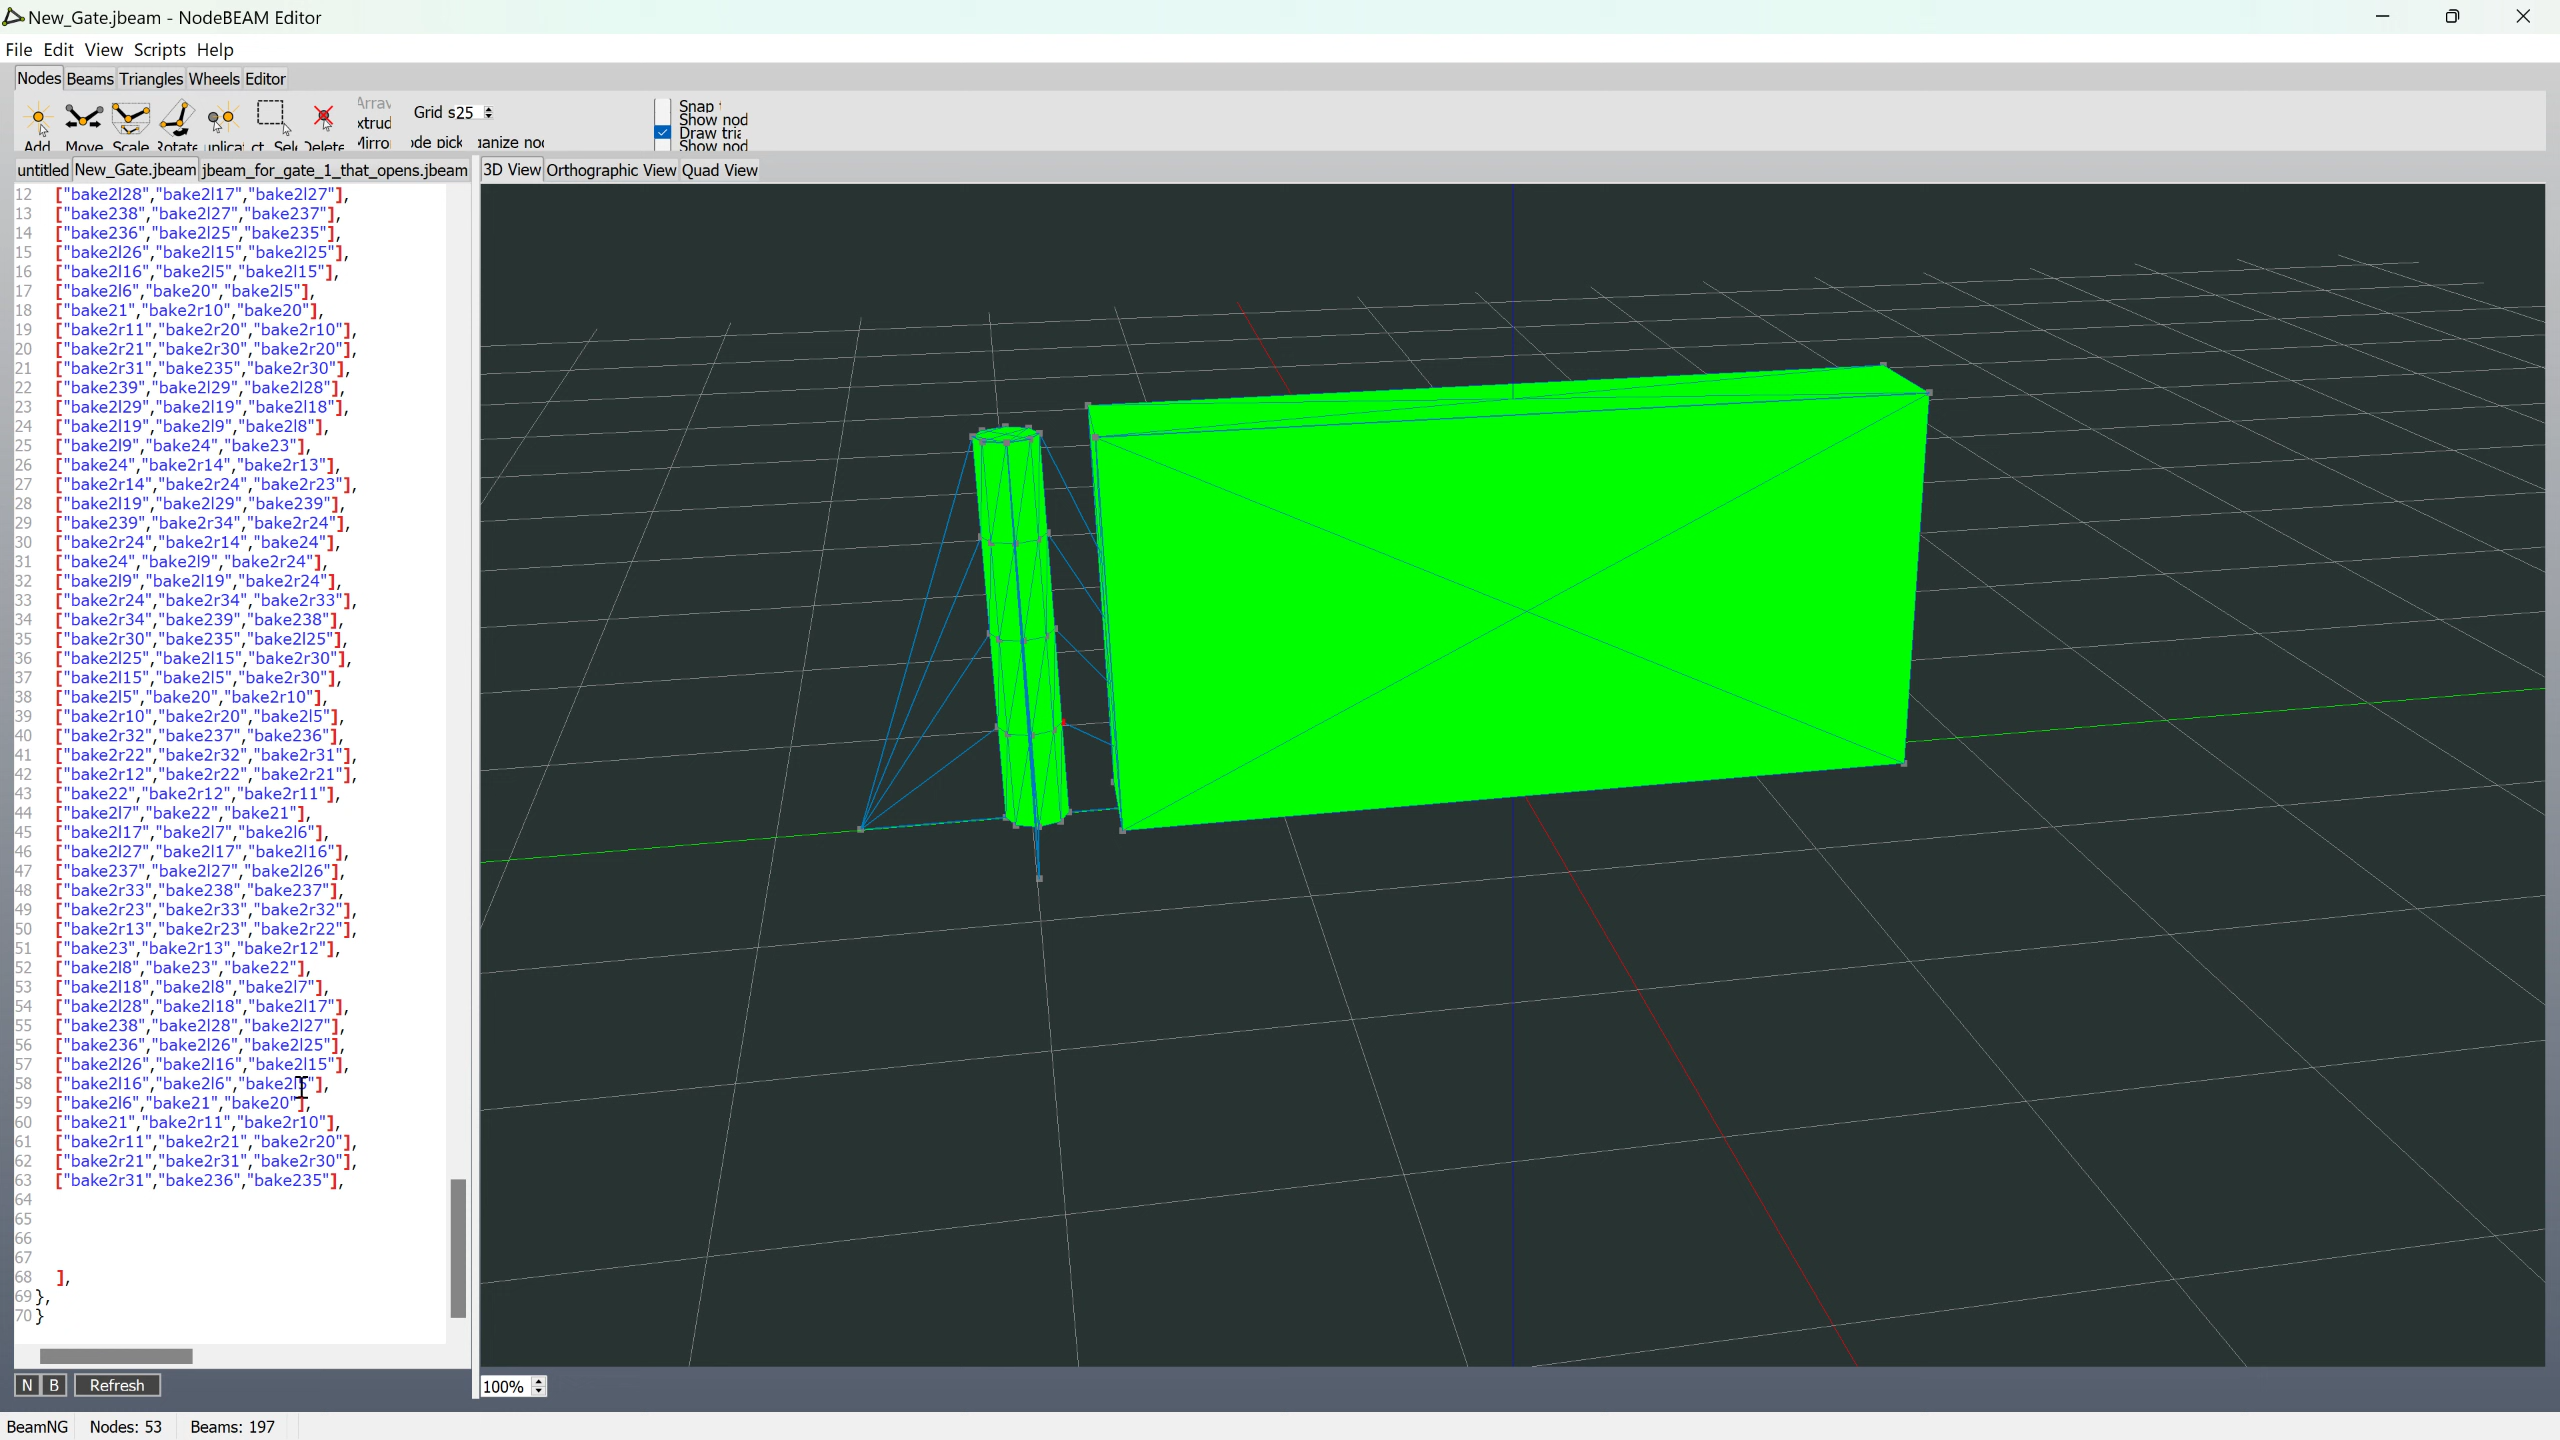 New_Gate.jbeam - NodeBEAM Editor
File Edit View Scripts Help
Nodes Beams Triangles Wheels Editor
Grid s 25
Add Move Scale Rotate Delete
Snap
Show nod
Draw tria
Show nod
untitled New_Gate.jbeam jbeam_for_gate_1_that_opens.jbeam
3D View Orthographic View Quad View
12 ["bake2l28","bake2l17","bake2l27"],
13 ["bake238","bake2l27","bake237"],
14 ["bake236","bake2l25","bake235"],
15 ["bake2l26","bake2l15","bake2l25"],
16 ["bake2l16","bake2l5","bake2l15"],
17 ["bake2l6","bake20","bake2l5"],
18 ["bake21","bake2r10","bake20"],
19 ["bake2r11","bake2r20","bake2r10"],
20 ["bake2r21","bake2r30","bake2r20"],
21 ["bake2r31","bake235","bake2r30"],
22 ["bake239","bake2l29","bake2l28"],
23 ["bake2l29","bake2l19","bake2l18"],
24 ["bake2l19","bake2l9","bake2l8"],
25 ["bake2l9","bake24","bake23"],
26 ["bake24","bake2r14","bake2r13"],
27 ["bake2r14","bake2r24","bake2r23"],
28 ["bake2l19","bake2l29","bake239"],
29 ["bake239","bake2r34","bake2r24"],
30 ["bake2r24","bake2r14","bake24"],
31 ["bake24","bake2l9","bake2r24"],
32 ["bake2l9","bake2l19","bake2r24"],
33 ["bake2r24","bake2r34","bake2r33"],
34 ["bake2r34","bake239","bake238"],
35 ["bake2r30","bake235","bake2l25"],
36 ["bake2l25","bake2l15","bake2r30"],
37 ["bake2l15","bake2l5","bake2r30"],
38 ["bake2l5","bake20","bake2r10"],
39 ["bake2r10","bake2r20","bake2l5"],
40 ["bake2r32","bake237","bake236"],
41 ["bake2r22","bake2r32","bake2r31"],
42 ["bake2r12","bake2r22","bake2r21"],
43 ["bake22","bake2r12","bake2r11"],
44 ["bake2l7","bake22","bake21"],
45 ["bake2l17","bake2l7","bake2l6"],
46 ["bake2l27","bake2l17","bake2l16"],
47 ["bake237","bake2l27","bake2l26"],
48 ["bake2r33","bake238","bake237"],
49 ["bake2r23","bake2r33","bake2r32"],
50 ["bake2r13","bake2r23","bake2r22"],
51 ["bake23","bake2r13","bake2r12"],
52 ["bake2l8","bake23","bake22"],
53 ["bake2l18","bake2l8","bake2l7"],
54 ["bake2l28","bake2l18","bake2l17"],
55 ["bake238","bake2l28","bake2l27"],
56 ["bake236","bake2l26","bake2l25"],
57 ["bake2l26","bake2l16","bake2l15"],
58 ["bake2l16","bake2l6","bake2l5"],
59 ["bake2l6","bake21","bake20"],
60 ["bake21","bake2r11","bake2r10"],
61 ["bake2r11","bake2r21","bake2r20"],
62 ["bake2r21","bake2r31","bake2r30"],
63 ["bake2r31","bake236","bake235"],
64
65
66
67
68 ],
69 },
70 }
N B Refresh
100%
BeamNG Nodes: 53 Beams: 197